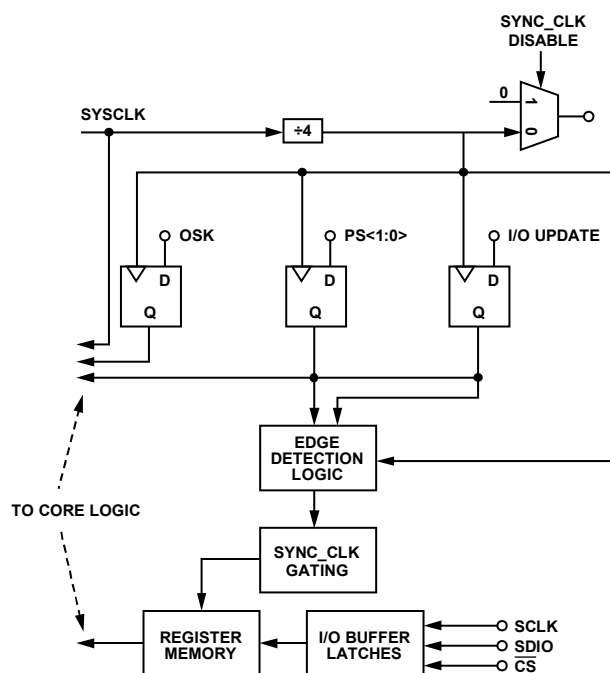 SYNC_CLK
DISABLE
0
1
0
SYSCLK
÷4
OSK
PS<1:0>
I/O UPDATE
D
Q
D
Q
D
Q
EDGE
DETECTION
LOGIC
TO CORE LOGIC
SYNC_CLK
GATING
REGISTER
MEMORY
I/O BUFFER
LATCHES
SCLK
SDIO
C̅S̅